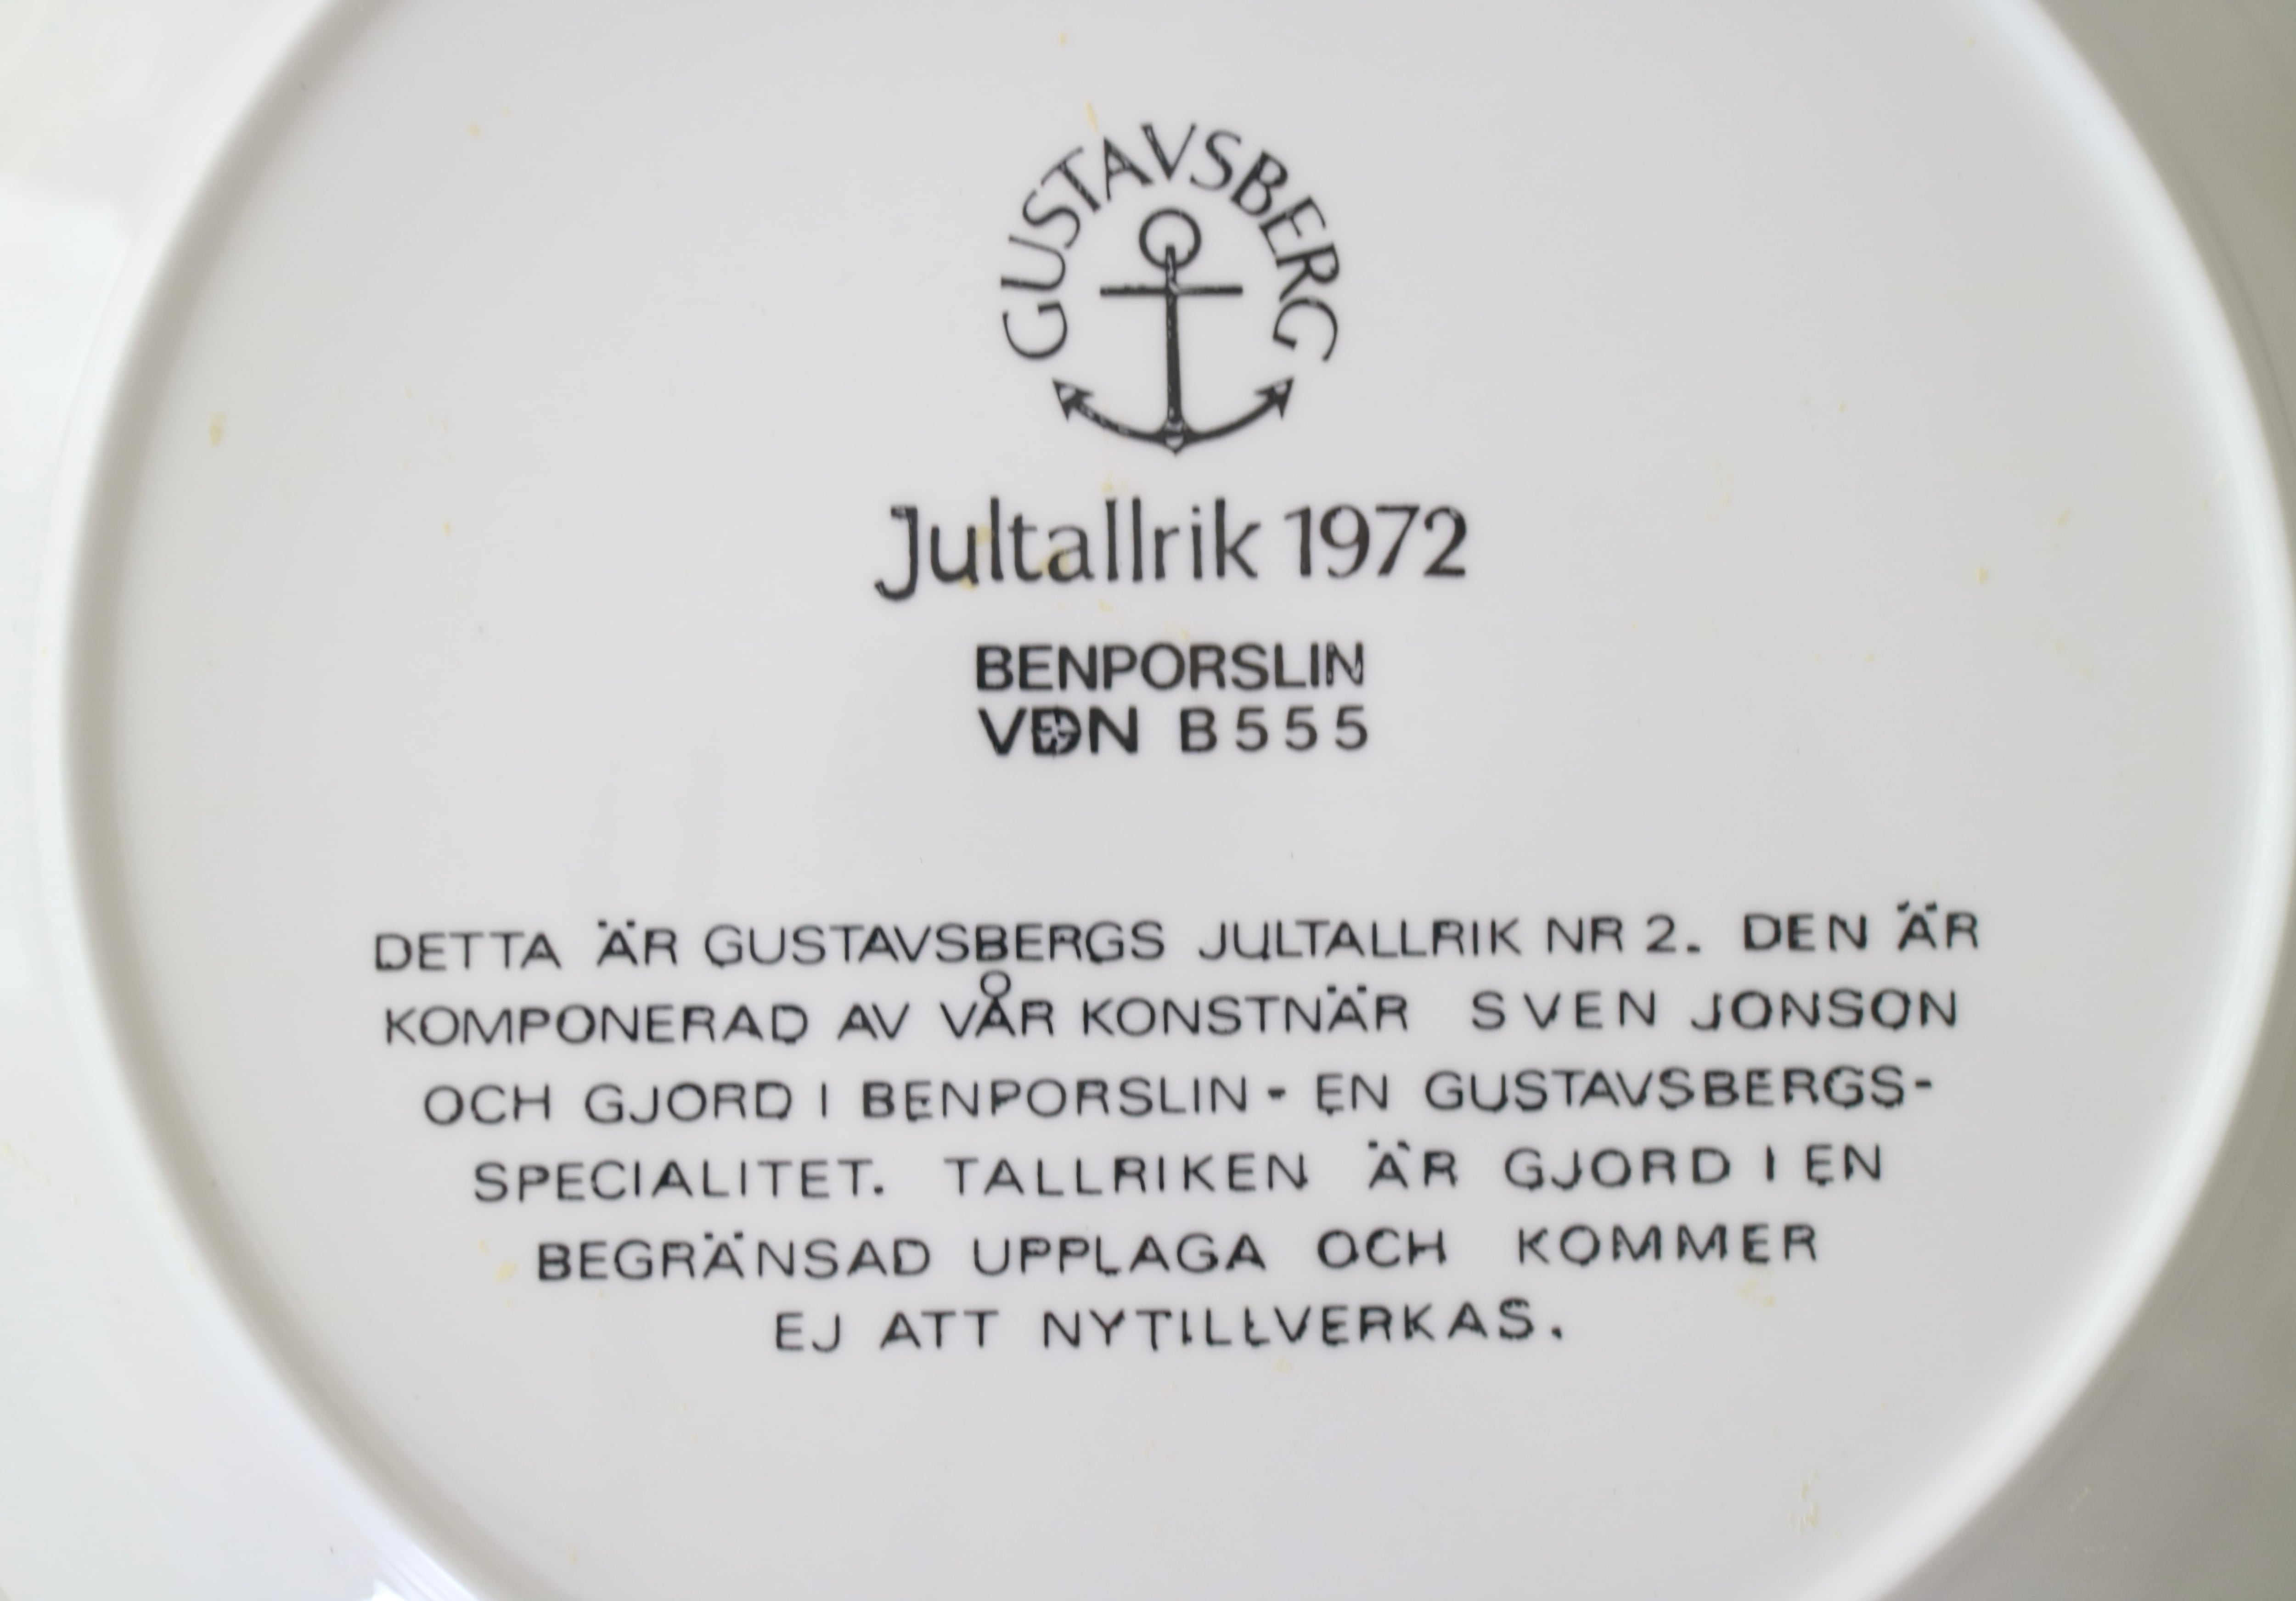 GUSTAVSBERG
Jultallrik 1972
BENPORSLIN
VDN B555
DETTA ÄR GUSTAVSBERGS JULTALLRIK NR 2. DEN ÄR
KOMPONERAD AV VÅR KONSTNÄR SVEN JONSON
OCH GJORD I BENPORSLIN - EN GUSTAVSBERGS-
SPECIALITET. TALLRIKEN ÄR GJORD I EN
BEGRÄNSAD UPPLAGA OCH KOMMER
EJ ATT NYTILLVERKAS.